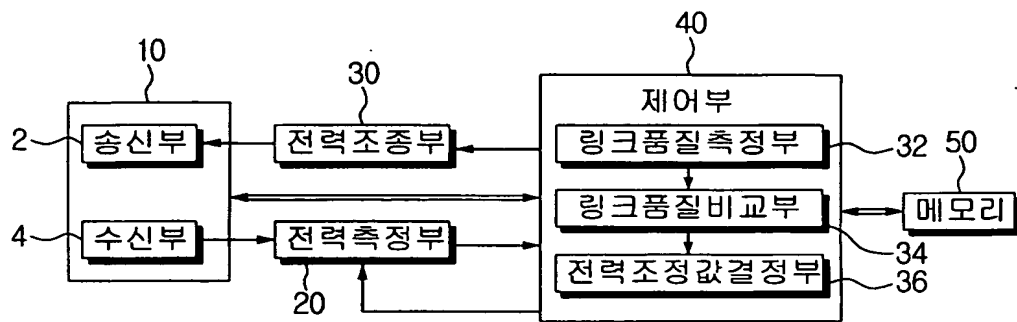 40
10
30
제어부
2
송신부
전력조종부
링크품질측정부
32
50
링크품질비교부
메모리
4
수신부
전력측정부
34
20
전력조정값결정부
36